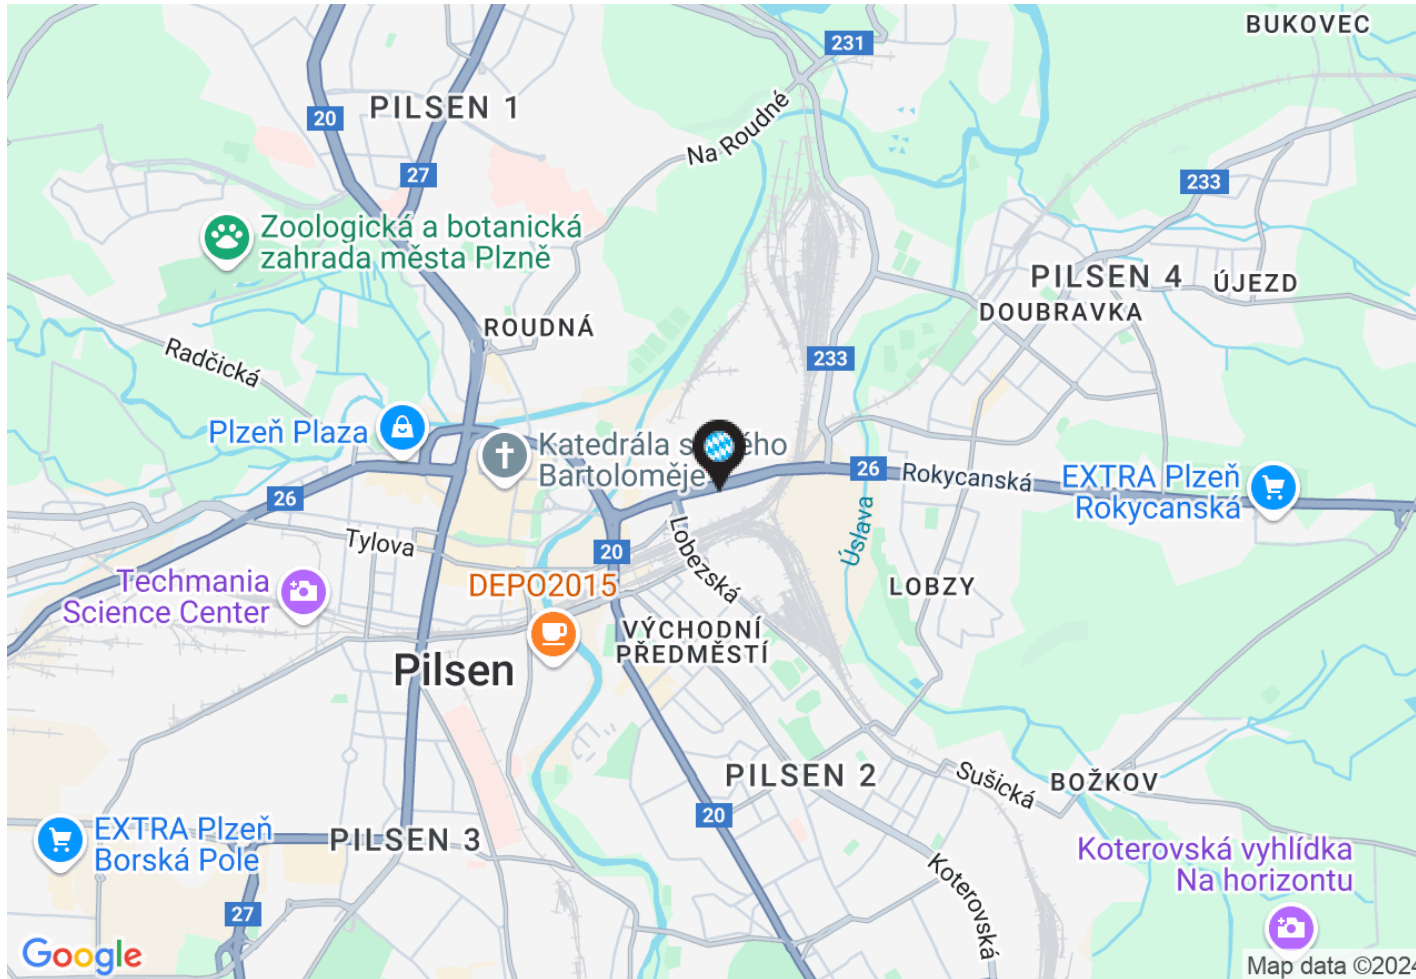 BUKOVEC
231
PILSEN 1
20
Na Roudné
27
233
Zoologická a botanická
zahrada města Plzně
PILSEN 4
ÚJEZD
DOUBRAVKA
ROUDNÁ
Radčická
233
Plzeň Plaza
Katedrála s ého
Bartoloměje
26
Rokycanská
EXTRA Plzeň
Rokycanská
26
Úslava
Tylova
20
Lobezská
Techmania
Science Center
DEPO2015
LOBZY
VÝCHODNÍ
PŘEDMĚSTÍ
Pilsen
PILSEN 2
Sušická
BOŽKOV
20
EXTRA Plzeň
Borská Pole
PILSEN 3
Koterovská vyhlídka
Na horizontu
Koterovská
27
Google
Map data ©2024